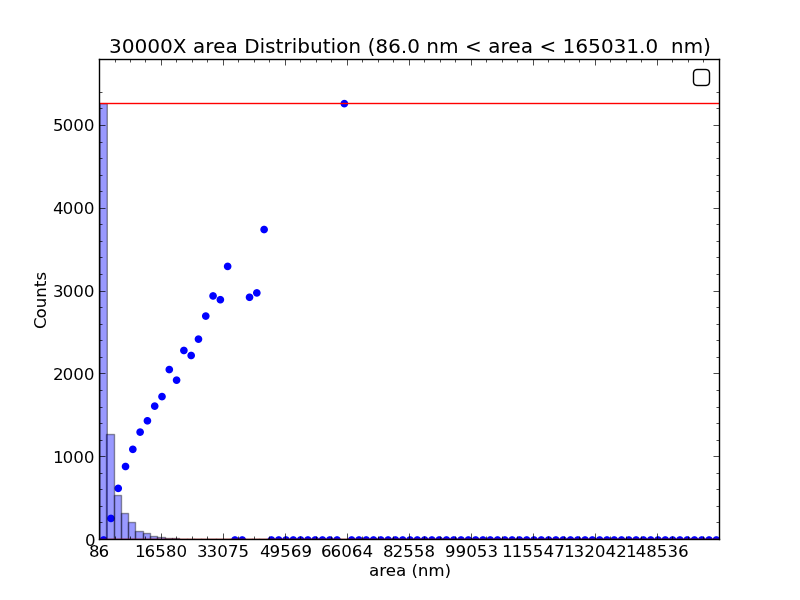 30000X area Distribution (86.0 nm < area < 165031.0  nm)
5000
4000
3000
2000
1000
0
Counts
86 16580 33075 49569 66064 82558 99053 115547 132042 148536
area (nm)